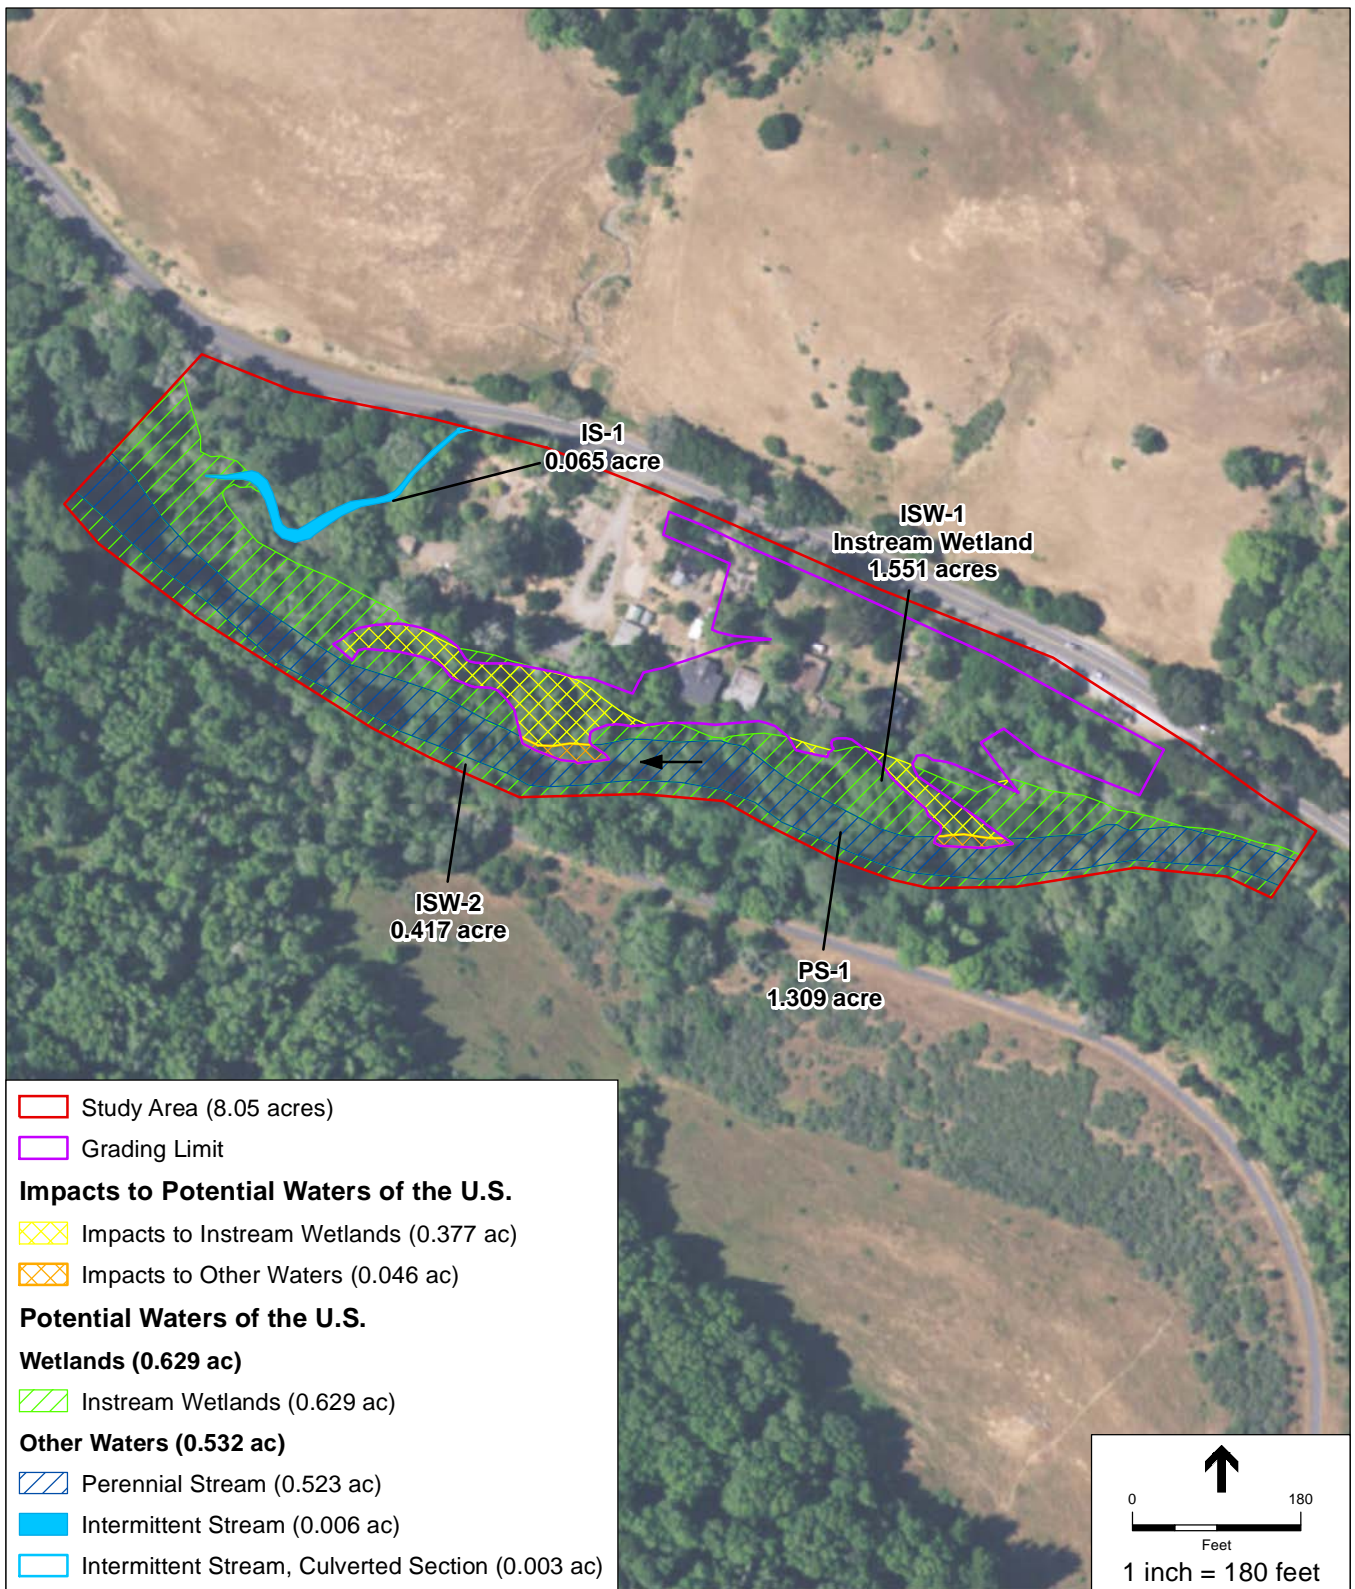 IS-1
0.065 acre
ISW-1
Instream Wetland
1.551 acres
ISW-2
0.417 acre
PS-1
1.309 acre
Study Area (8.05 acres)
Grading Limit
Impacts to Potential Waters of the U.S.
Impacts to Instream Wetlands (0.377 ac)
Impacts to Other Waters (0.046 ac)
Potential Waters of the U.S.
Wetlands (0.629 ac)
Instream Wetlands (0.629 ac)
Other Waters (0.532 ac)
Perennial Stream (0.523 ac)
Intermittent Stream (0.006 ac)
Intermittent Stream, Culverted Section (0.003 ac)
0 180
Feet
1 inch = 180 feet